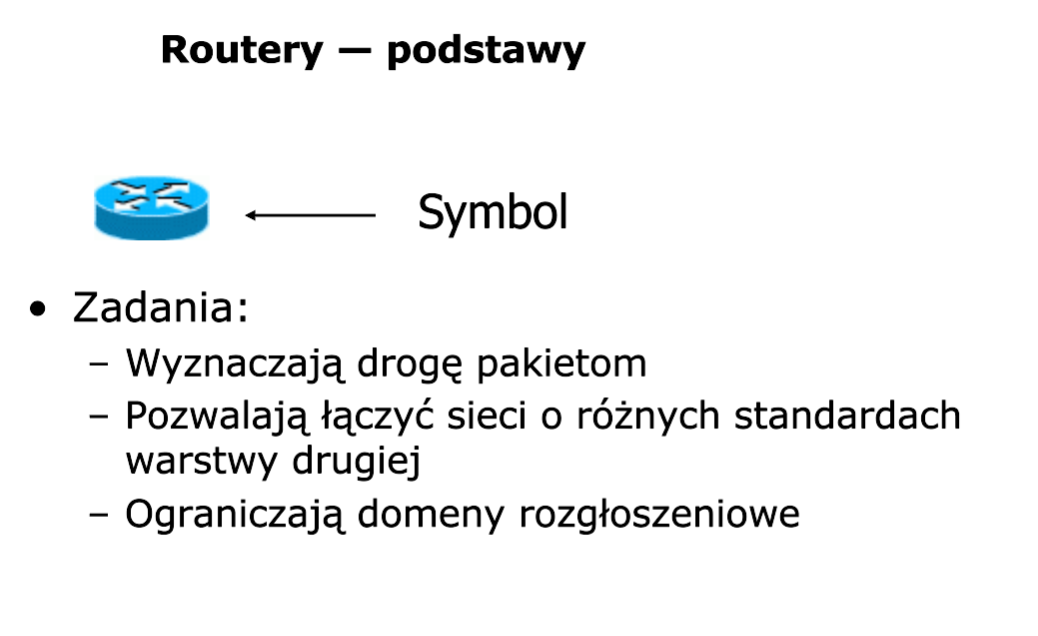 Routery — podstawy
Symbol
• Zadania:
– Wyznaczają drogę pakietom
– Pozwalają łączyć sieci o różnych standardach
warstwy drugiej
– Ograniczają domeny rozgłoszeniowe